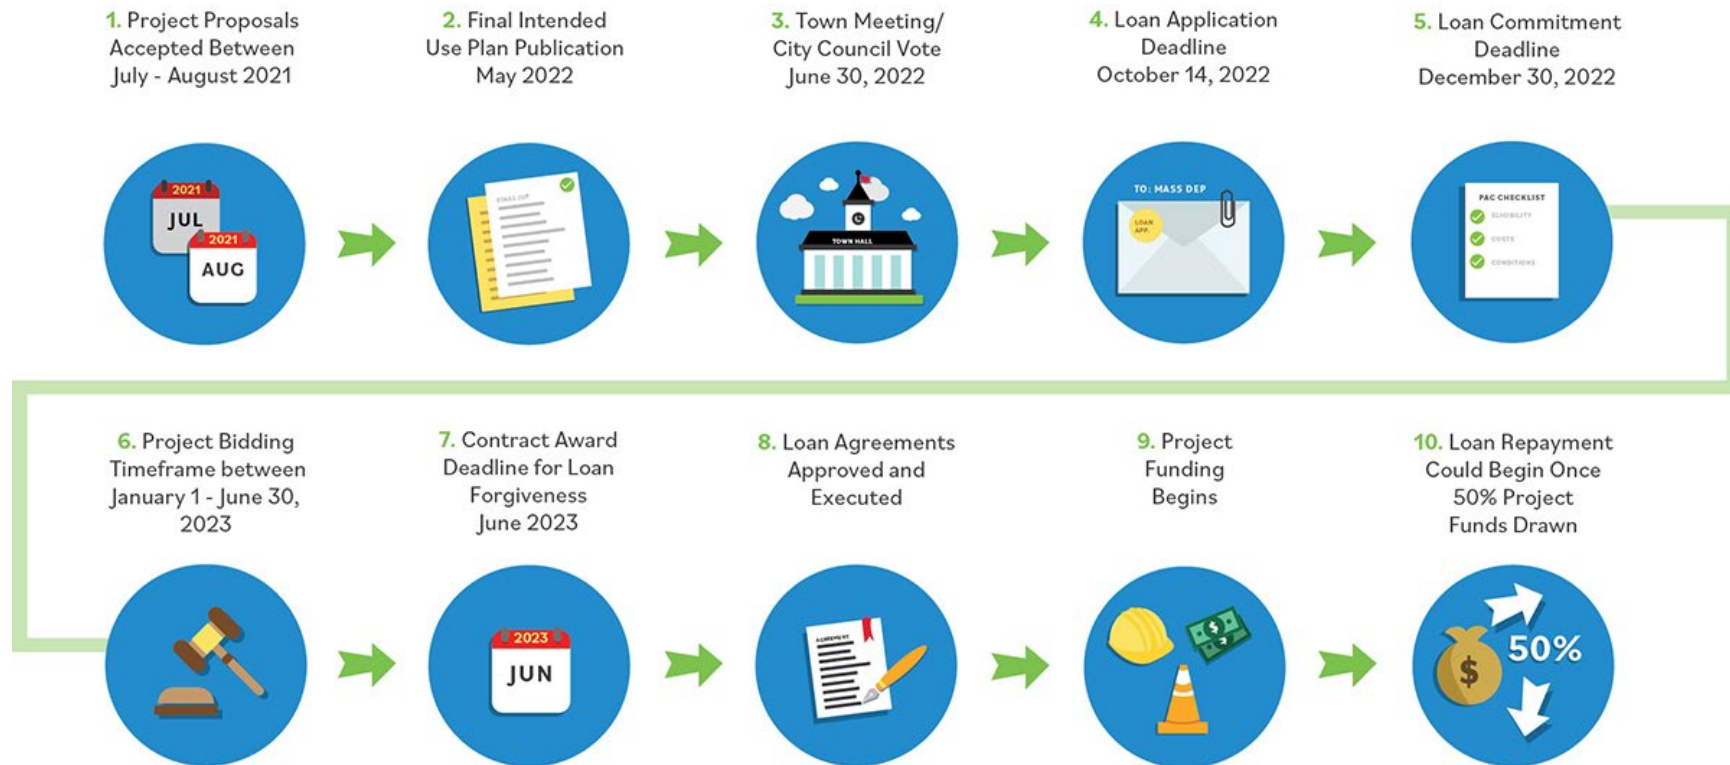 1. Project Proposals
Accepted Between
July - August 2021
2. Final Intended
Use Plan Publication
May 2022
3. Town Meeting/
City Council Vote
June 30, 2022
4. Loan Application
Deadline
October 14, 2022
5. Loan Commitment
Deadline
December 30, 2022
2021
JUL
2021
AUG
FINAL IUP
TOWN HALL
TO: MASS DEP
LOAN
APP.
PAC CHECKLIST
ELIGIBILITY
COSTS
CONDITIONS
6. Project Bidding
Timeframe between
January 1 - June 30,
2023
7. Contract Award
Deadline for Loan
Forgiveness
June 2023
8. Loan Agreements
Approved and
Executed
9. Project
Funding
Begins
10. Loan Repayment
Could Begin Once
50% Project
Funds Drawn
2023
JUN
AGREEMENT
$
$
$
50%